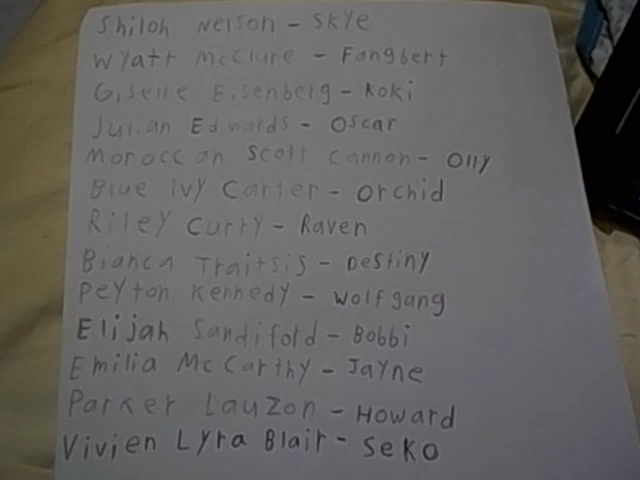 Shiloh Nelson - Skye
Wyatt McClure - Fangbert
Giselle Eisenberg - Koki
Julian Edwards - Oscar
Moroccan Scott Cannon - Olly
Blue Ivy Carter - Orchid
Riley Curry - Raven
Bianca Traitsis - Destiny
Peyton Kennedy - Wolfgang
Elijah Sandiford - Bobbi
Emilia McCarthy - Jayne
Parker Lauzon - Howard
Vivien Lyra Blair - Seko